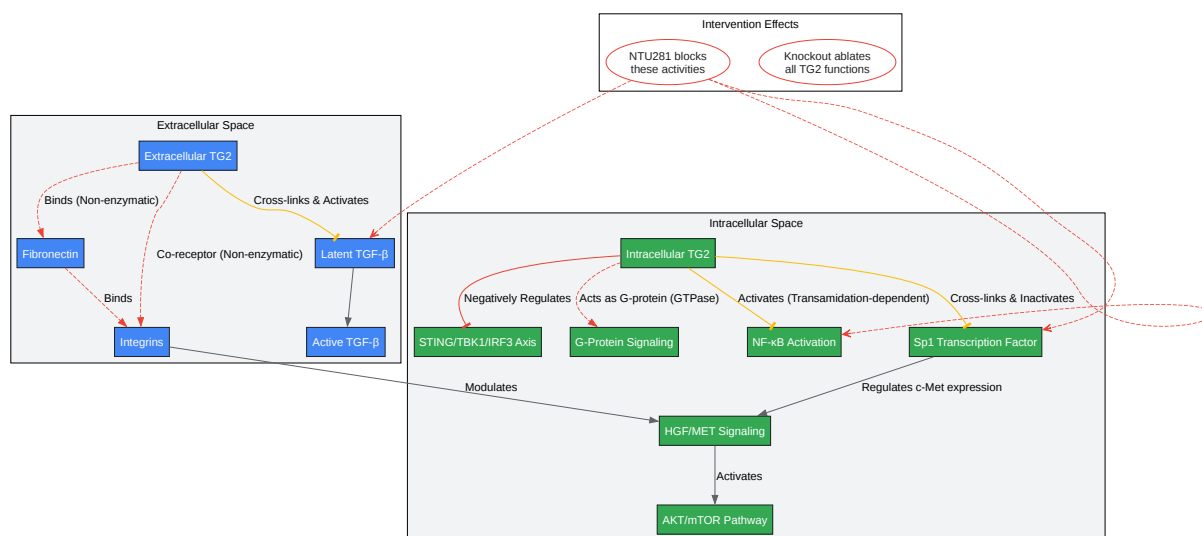 Intervention Effects
NTU281 blocks
these activities
Knockout ablates
all TG2 functions
Extracellular Space
Extracellular TG2
Binds (Non-enzymatic)
Cross-links & Activates
Fibronectin
Co-receptor (Non-enzymatic)
Latent TGF-β
Binds
Integrins
Active TGF-β
Intracellular Space
Intracellular TG2
Negatively Regulates
Acts as G-protein (GTPase)
Activates (Transamidation-dependent)
Cross-links & Inactivates
STING/TBK1/IRF3 Axis
G-Protein Signaling
NF-κB Activation
Sp1 Transcription Factor
Modulates
Regulates c-Met expression
HGF/MET Signaling
Activates
AKT/mTOR Pathway